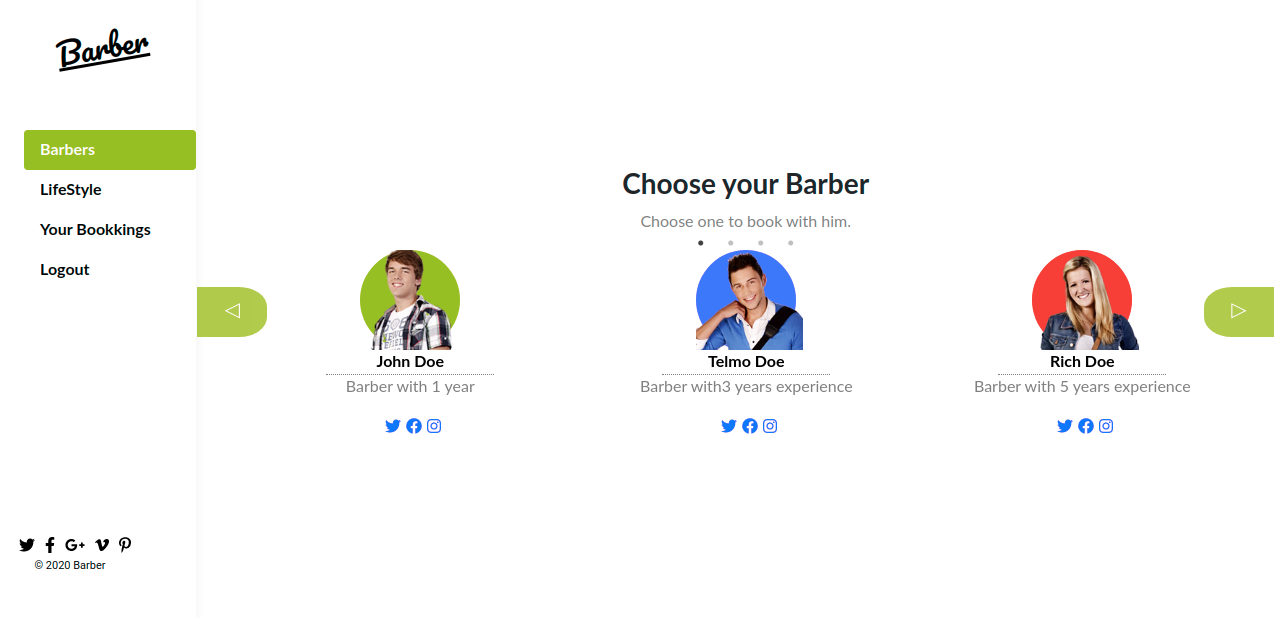 Barber
Barbers
LifeStyle
Your Bookkings
Logout
© 2020 Barber
Choose your Barber
Choose one to book with him.
John Doe
Barber with 1 year
Telmo Doe
Barber with3 years experience
Rich Doe
Barber with 5 years experience